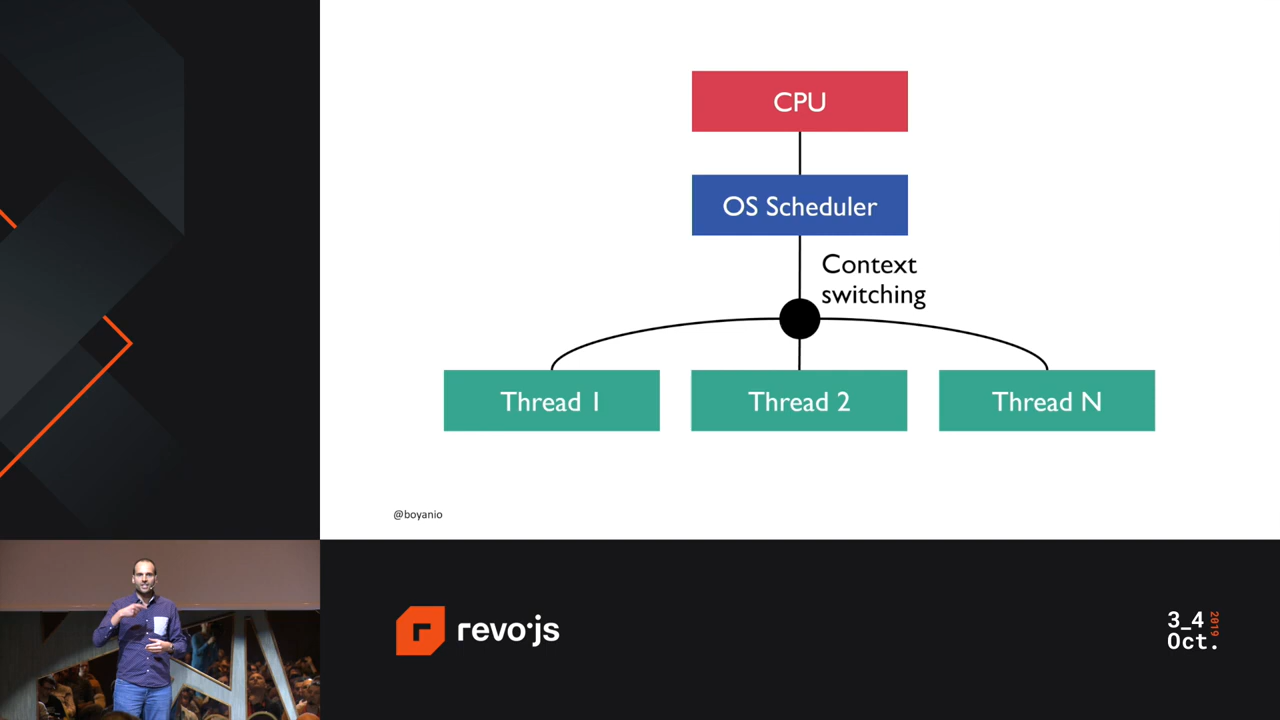 CPU
OS Scheduler
Context
switching
Thread 1
Thread 2
Thread N
@boyanio
revo·js
3_4
Oct.
2019